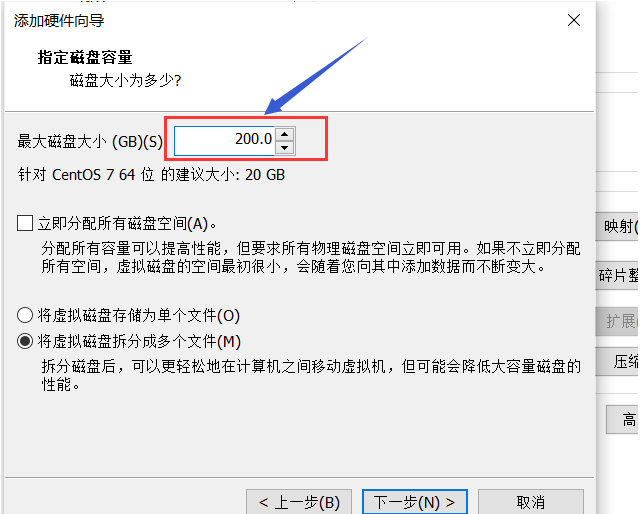 添加硬件向导
指定磁盘容量
磁盘大小为多少?
最大磁盘大小 (GB)(S)
200.0
针对 CentOS 7 64 位 的建议大小: 20 GB
立即分配所有磁盘空间(A)。
分配所有容量可以提高性能，但要求所有物理磁盘空间立即可用。如果不立即分配
所有空间，虚拟磁盘的空间最初很小，会随着您向其中添加数据而不断变大。
将虚拟磁盘存储为单个文件(O)
将虚拟磁盘拆分成多个文件(M)
拆分磁盘后，可以更轻松地在计算机之间移动虚拟机，但可能会降低大容量磁盘的
性能。
< 上一步(B)
下一步(N) >
取消
映射(
碎片整
扩展(
压缩
高